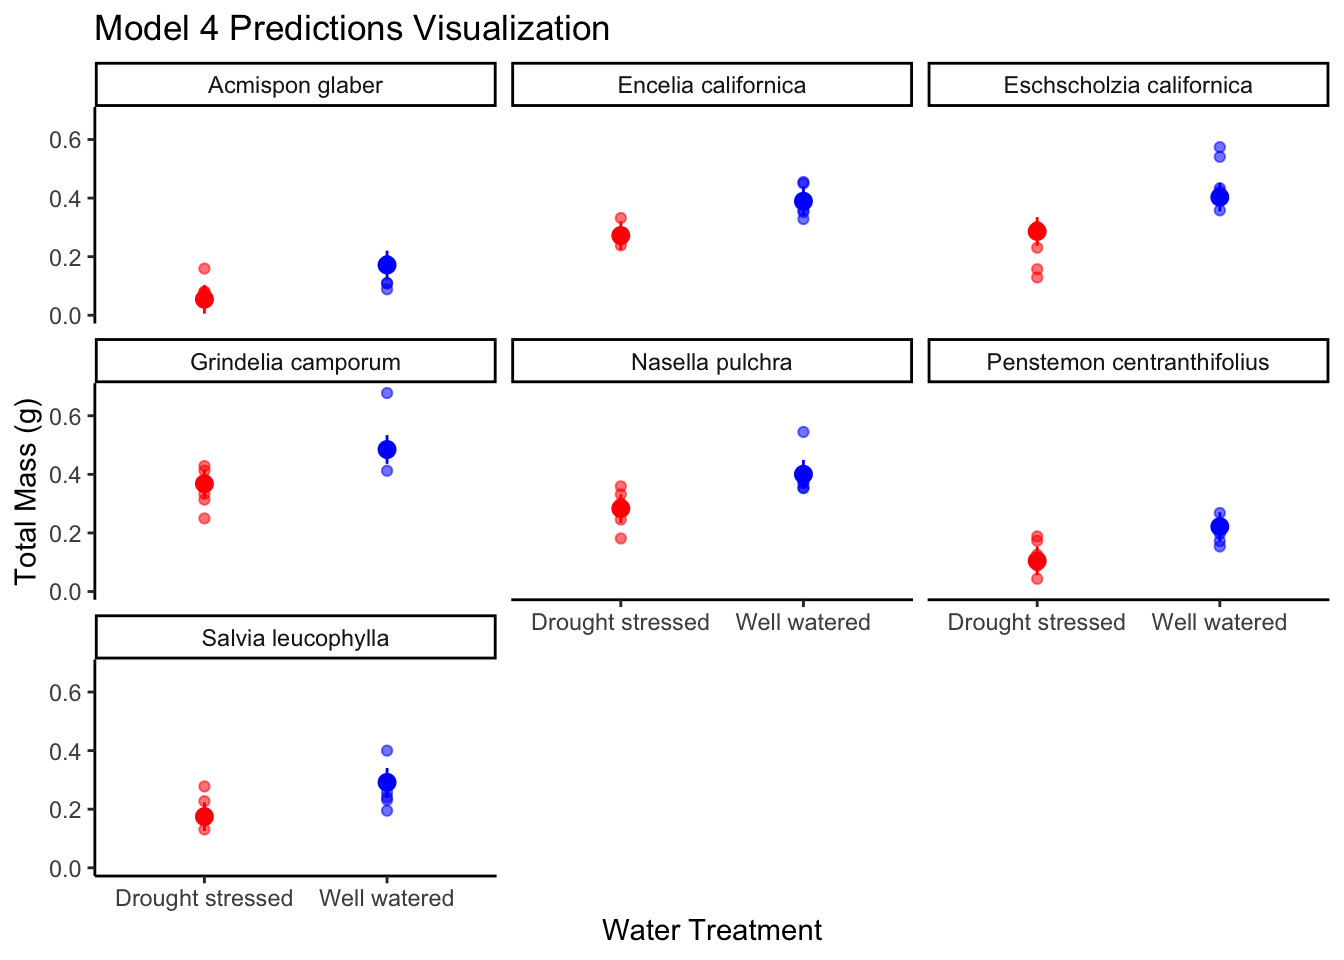 Model 4 Predictions Visualization
Acmispon glaber
Encelia californica
Eschscholzia californica
0.6
0.4
0.2
0.0
Grindelia camporum
Nasella pulchra
Penstemon centranthifolius
Total Mass (g)
0.6
0.4
0.2
0.0
Drought stressed
Well watered
Drought stressed
Well watered
Salvia leucophylla
0.6
0.4
0.2
0.0
Drought stressed
Well watered
Water Treatment